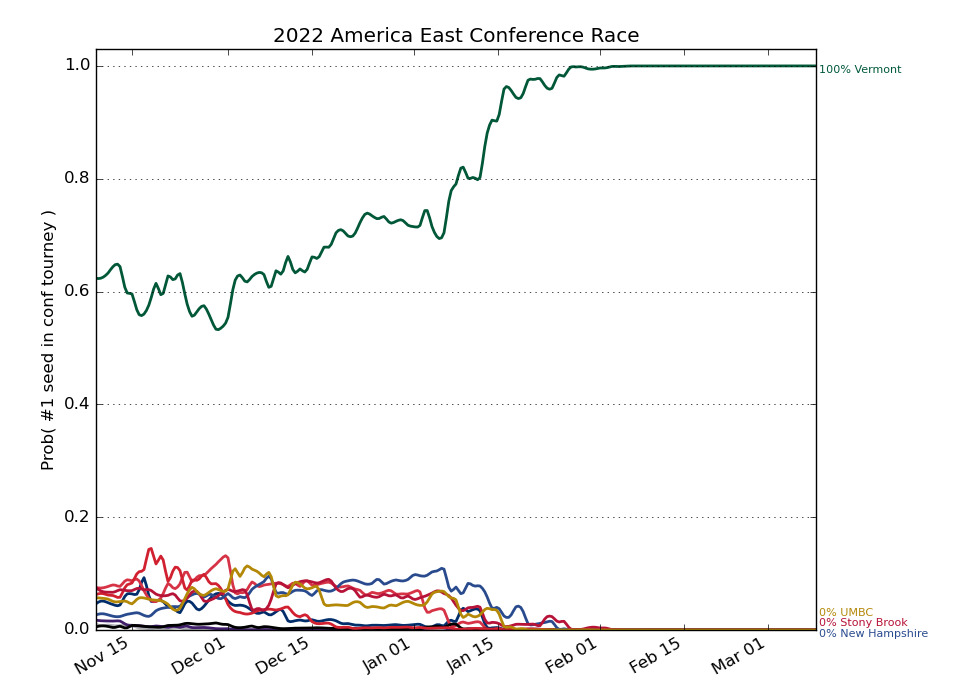 2022 America East Conference Race
Prob( #1 seed in conf tourney )
1.0
0.8
0.6
0.4
0.2
0.0
100% Vermont
0% UMBC
0% Stony Brook
0% New Hampshire
Nov 15
Dec 01
Dec 15
Jan 01
Jan 15
Feb 01
Feb 15
Mar 01